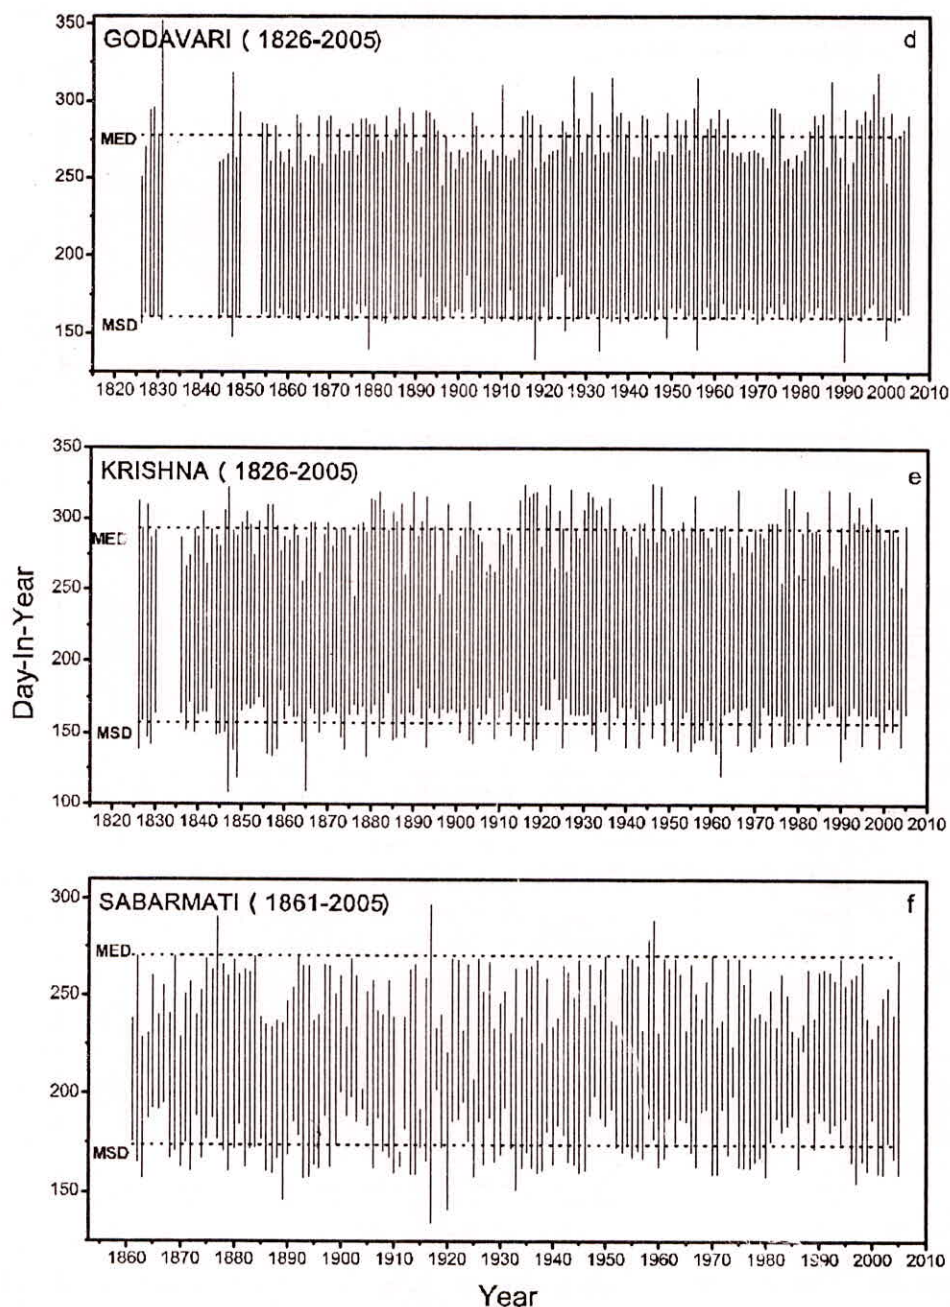 GODAVARI ( 1826-2005) d
350
300
MED
250
200
150
MSD
1820 1830 1840 1850 1860 1870 1880 1890 1900 1910 1920 1930 1940 1950 1960 1970 1980 1990 2000 2010
KRISHNA ( 1826-2005) e
350
300
MED
250
200
150
MSD
100
1820 1830 1840 1850 1860 1870 1880 1890 1900 1910 1920 1930 1940 1950 1960 1970 1980 1990 2000 2010
Day-In-Year
SABARMATI ( 1861-2005) f
300
MED
250
200
MSD
150
1860 1870 1880 1890 1900 1910 1920 1930 1940 1950 1960 1970 1980 1990 2000 2010
Year